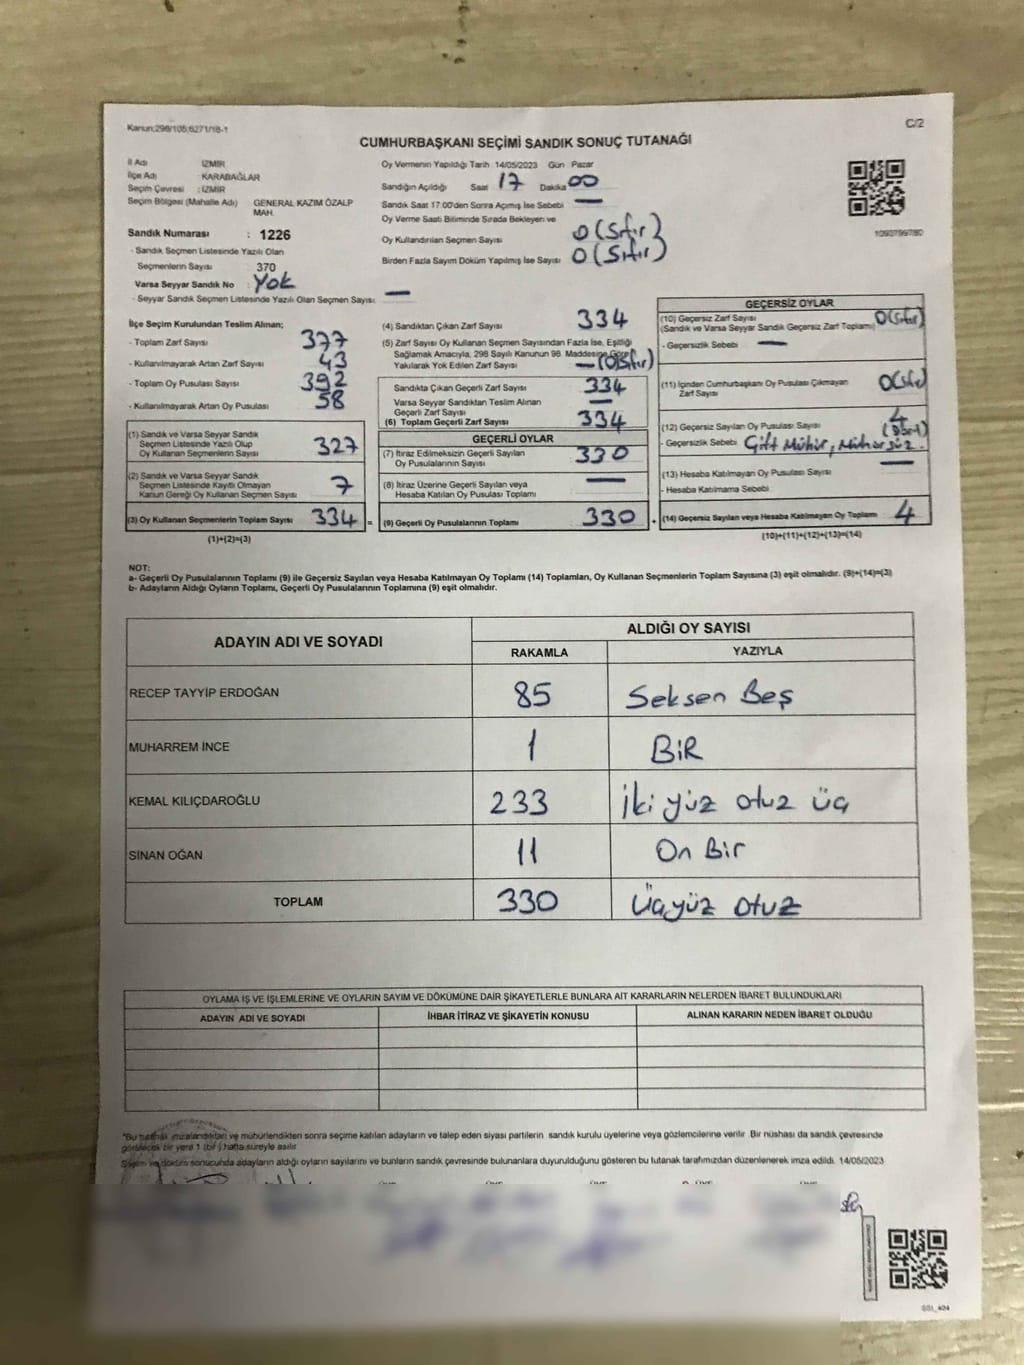 Kanun;298/105;6271/18-1
C/2
CUMHURBAŞKANI SEÇİMİ SANDIK SONUÇ TUTANAĞI
İl Adı İZMİR
İlçe Adı KARABAĞLAR
Seçim Çevresi : İZMİR
Seçim Bölgesi (Mahalle Adı) GENERAL KAZIM ÖZALP
MAH.
Sandık Numarası : 1226
- Sandık Seçmen Listesinde Yazılı Olan
Seçmenlerin Sayısı 370
Varsa Seyyar Sandık No : Yok
- Seyyar Sandık Seçmen Listesinde Yazılı Olan Seçmen Sayısı: —
Oy Vermenin Yapıldığı Tarih 14/05/2023 Gün Pazar
Sandığın Açıldığı Saat 17 Dakika 00
Sandık Saat 17:00'den Sonra Açımış İse Sebebi —
Oy Verme Saati Bitiminde Sırada Bekleyen ve
Oy Kullandırılan Seçmen Sayısı 0 (Sıfır)
Birden Fazla Sayım Döküm Yapılmış İse Sayısı 0 (Sıfır)
1093799780
İlçe Seçim Kurulundan Teslim Alınan;
- Toplam Zarf Sayısı 377
- Kullanılmayarak Artan Zarf Sayısı 43
- Toplam Oy Pusulası Sayısı 392
- Kullanılmayarak Artan Oy Pusulası 58
(1) Sandık ve Varsa Seyyar Sandık
Seçmen Listesinde Yazılı Olup
Oy Kullanan Seçmenlerin Sayısı 327
(2) Sandık ve Varsa Seyyar Sandık
Seçmen Listesinde Kayıtlı Olmayan
Kanun Gereği Oy Kullanan Seçmen Sayısı 7
(3) Oy Kullanan Seçmenlerin Toplam Sayısı 334 =
(1)+(2)=(3)
(4) Sandıktan Çıkan Zarf Sayısı 334
(5) Zarf Sayısı Oy Kullanan Seçmen Sayısından Fazla İse, Eşitliği
Sağlamak Amacıyla, 298 Sayılı Kanunun 98. Maddesine Göre
Yakılarak Yok Edilen Zarf Sayısı — (0(Sıfır)
Sandıkta Çıkan Geçerli Zarf Sayısı 334
Varsa Seyyar Sandıktan Teslim Alınan
Geçerli Zarf Sayısı —
(6) Toplam Geçerli Zarf Sayısı 334
GEÇERLİ OYLAR
(7) İtiraz Edilmeksizin Geçerli Sayılan
Oy Pusulalarının Sayısı 330
(8) İtiraz Üzerine Geçerli Sayılan veya
Hesaba Katılan Oy Pusulası Toplamı —
(9) Geçerli Oy Pusulalarının Toplamı 330 +
GEÇERSİZ OYLAR
(10) Geçersiz Zarf Sayısı
(Sandık ve Varsa Seyyar Sandık Geçersiz Zarf Toplamı) 0(Sıfır)
- Geçersizlik Sebebi —
(11) İçinden Cumhurbaşkanı Oy Pusulası Çıkmayan
Zarf Sayısı 0(Sıfır)
(12) Geçersiz Sayılan Oy Pusulası Sayısı 4 (Dört)
- Geçersizlik Sebebi Çift Mühür, Mühürsüz.
(13) Hesaba Katılmayan Oy Pusulası Sayısı —
- Hesaba Katılmama Sebebi
(14) Geçersiz Sayılan veya Hesaba Katılmayan Oy Toplamı 4
(10)+(11)+(12)+(13)=(14)
NOT:
a- Geçerli Oy Pusulalarının Toplamı (9) ile Geçersiz Sayılan veya Hesaba Katılmayan Oy Toplamı (14) Toplamları, Oy Kullanan Seçmenlerin Toplam Sayısına (3) eşit olmalıdır. (9)+(14)=(3)
b- Adayların Aldığı Oyların Toplamı, Geçerli Oy Pusulalarının Toplamına (9) eşit olmalıdır.
ADAYIN ADI VE SOYADI ALDIĞI OY SAYISI
RAKAMLA YAZIYLA
RECEP TAYYİP ERDOĞAN 85 Seksen Beş
MUHARREM İNCE 1 BİR
KEMAL KILIÇDAROĞLU 233 İki yüz otuz üç
SİNAN OĞAN 11 On Bir
TOPLAM 330 Üçyüz otuz
OYLAMA İŞ VE İŞLEMLERİNE VE OYLARIN SAYIM VE DÖKÜMÜNE DAİR ŞİKAYETLERLE BUNLARA AİT KARARLARIN NELERDEN İBARET BULUNDUKLARI
ADAYIN ADI VE SOYADI İHBAR İTİRAZ VE ŞİKAYETİN KONUSU ALINAN KARARIN NEDEN İBARET OLDUĞU
"Bu tutanak imzalandıktan ve mühürlendikten sonra seçime katılan adayların ve talep eden siyasi partilerin sandık kurulu üyelerine veya gözlemcilerine verilir. Bir nüshası da sandık çevresinde
görülecek bir yere 1 (bir) hafta süreyle asılır.
Sayım ve döküm sonucunda adayların aldığı oyların sayılarını ve bunların sandık çevresinde bulunanlara duyurulduğunu gösteren bu tutanak tarafımızdan düzenlenerek imza edildi. 14/05/2023